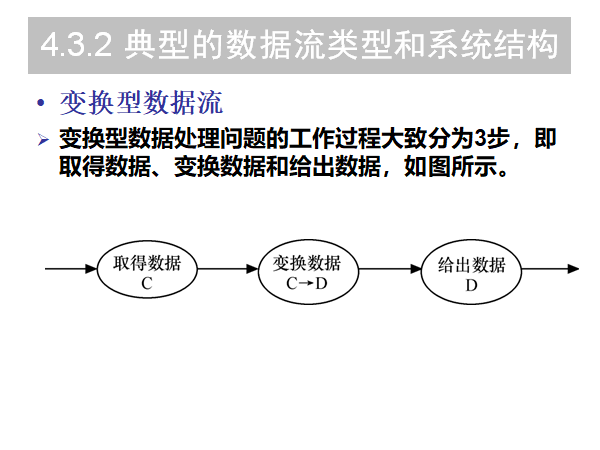 4.3.2 典型的数据流类型和系统结构
• 变换型数据流
➢ 变换型数据处理问题的工作过程大致分为3步，即
取得数据、变换数据和给出数据，如图所示。
取得数据
C
变换数据
C→D
给出数据
D